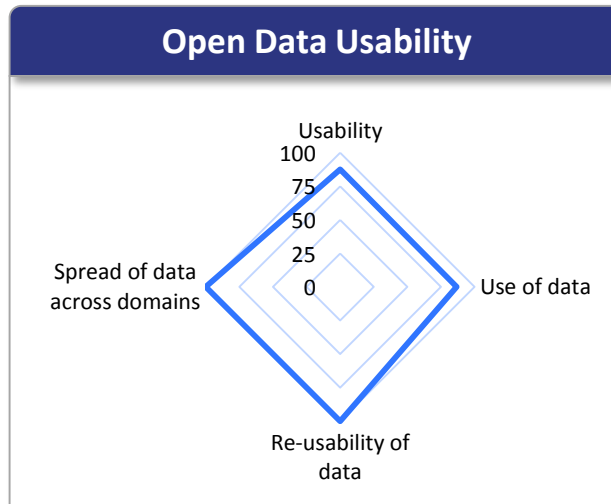 Open Data Usability
Usability
100
75
50
25
0
Spread of data
across domains
Use of data
Re-usability of
data